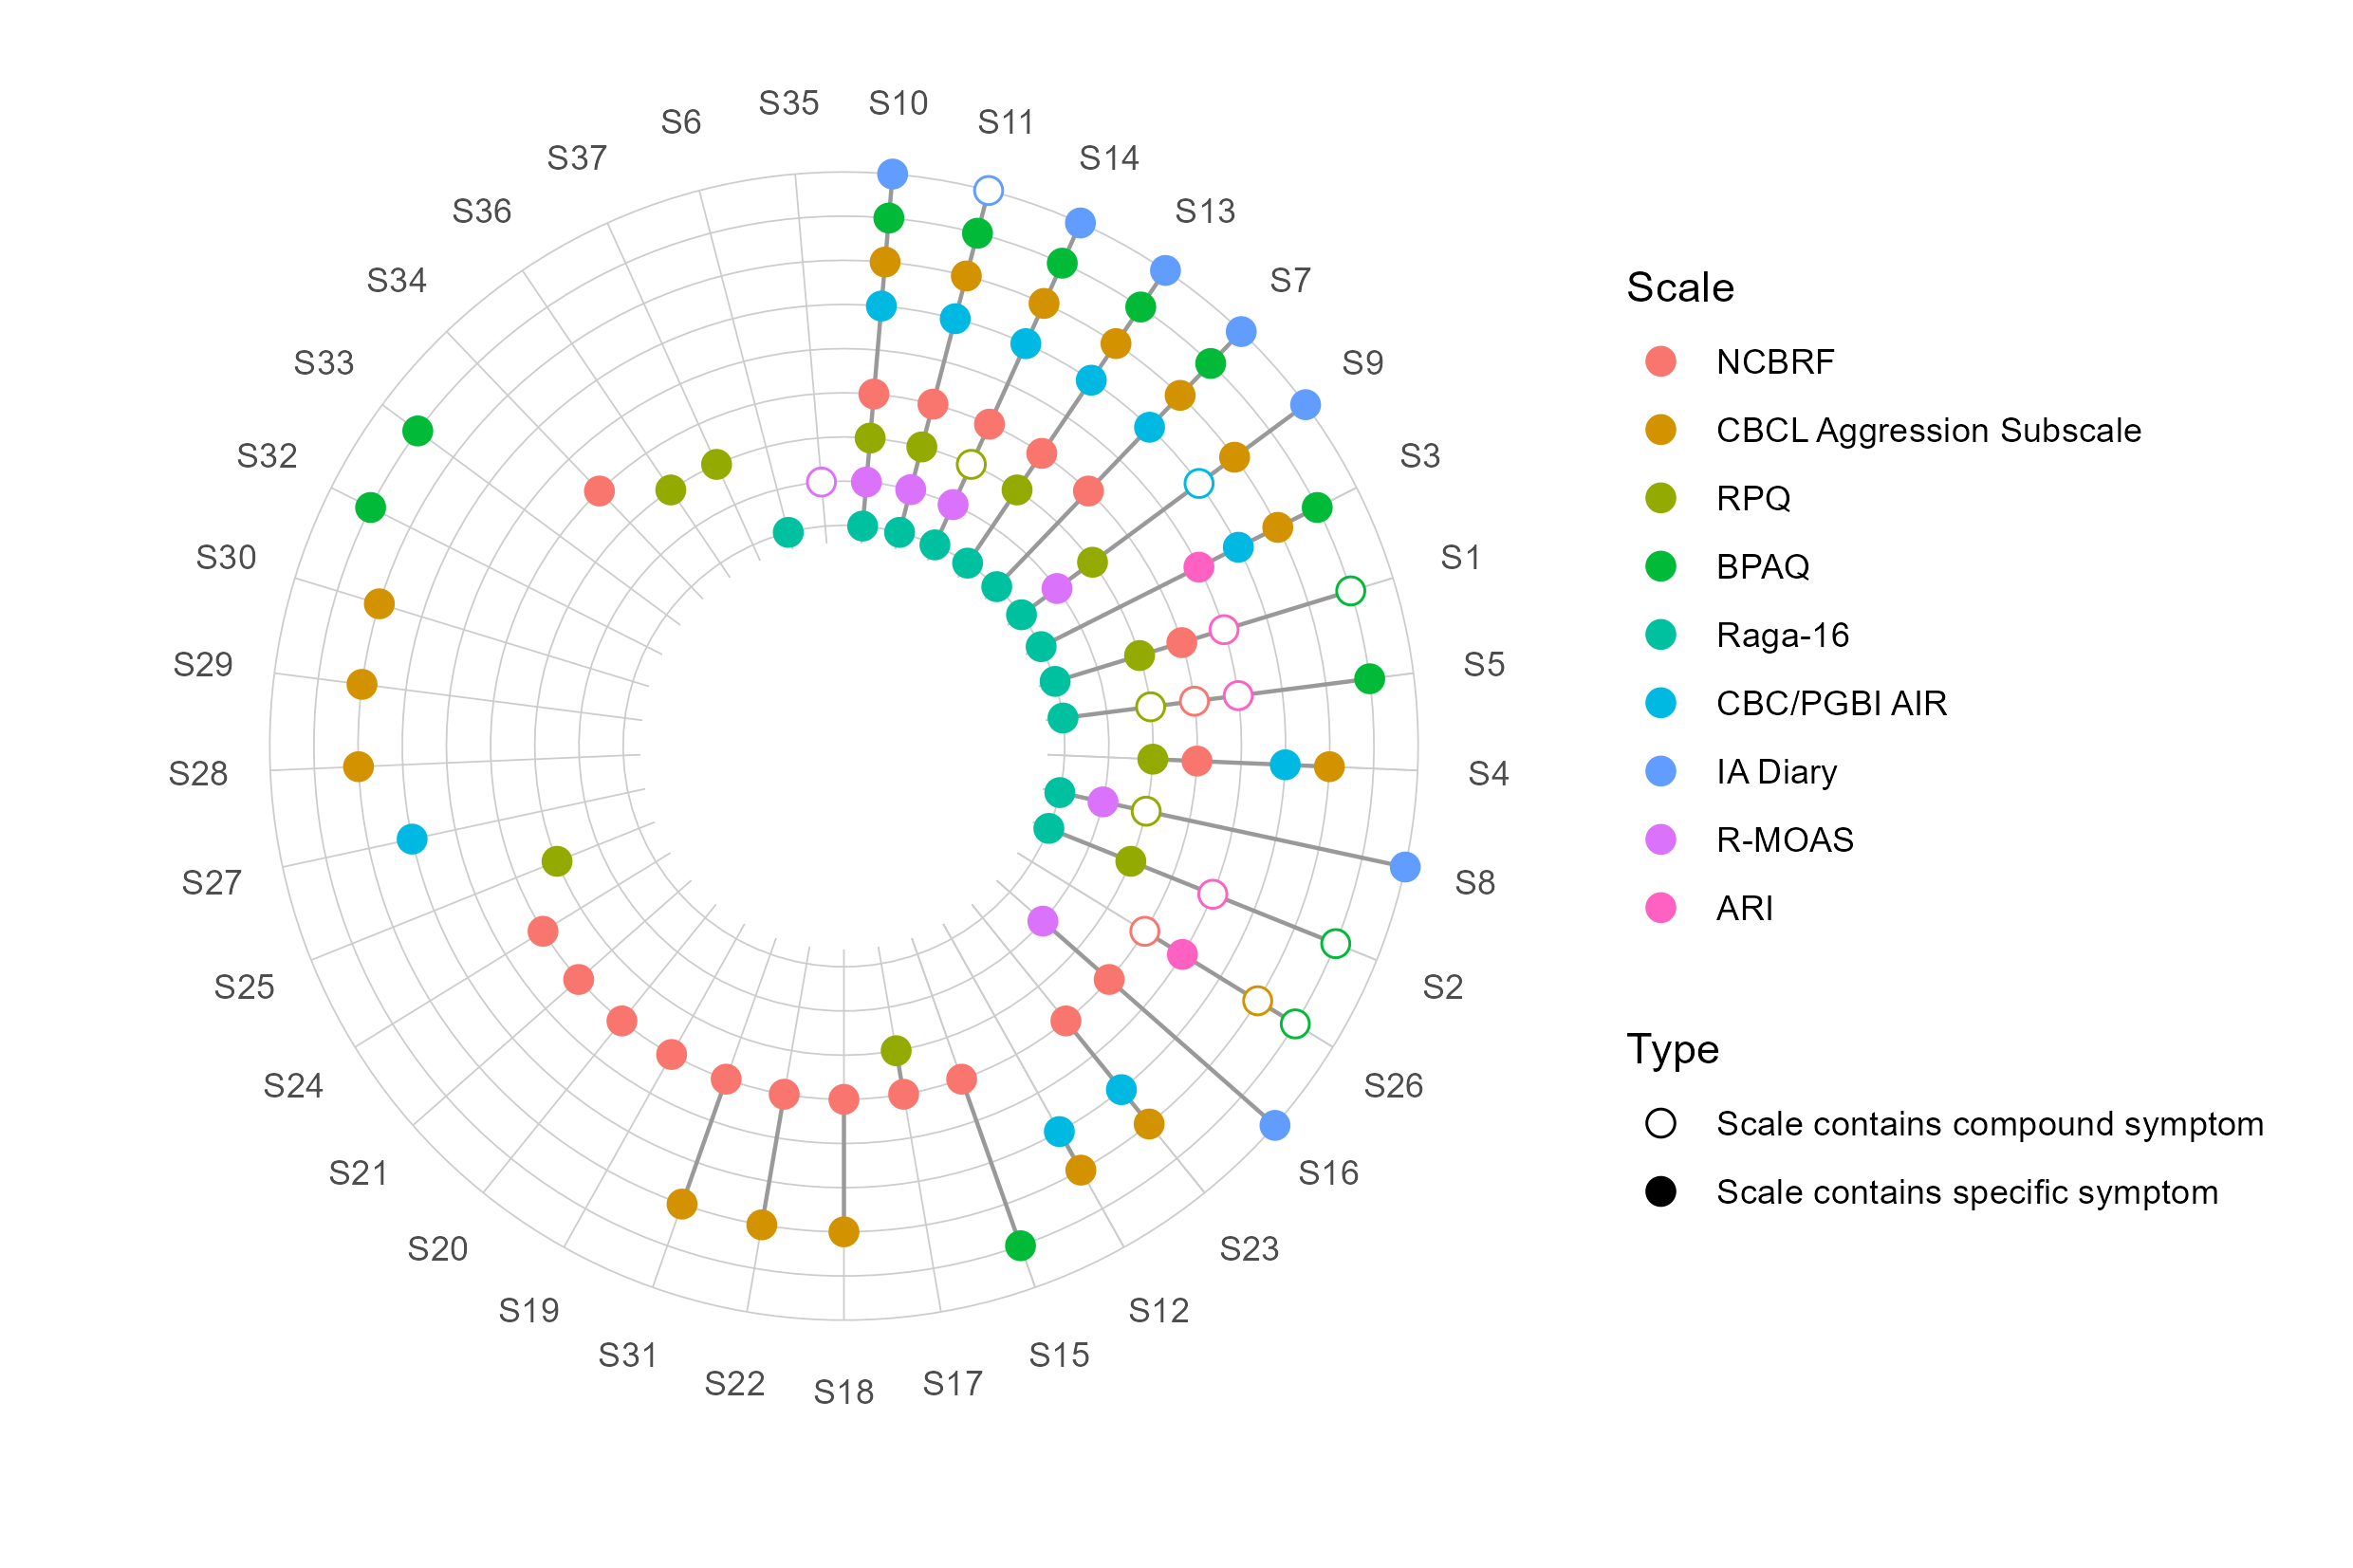 S10
S11
S14
S13
S7
S9
S3
S1
S5
S4
S8
S2
S26
S16
S23
S12
S15
S17
S18
S22
S31
S19
S20
S21
S24
S25
S27
S28
S29
S30
S32
S33
S34
S36
S37
S6
S35
Scale
NCBRF
CBCL Aggression Subscale
RPQ
BPAQ
Raga-16
CBC/PGBI AIR
IA Diary
R-MOAS
ARI
Type
Scale contains compound symptom
Scale contains specific symptom